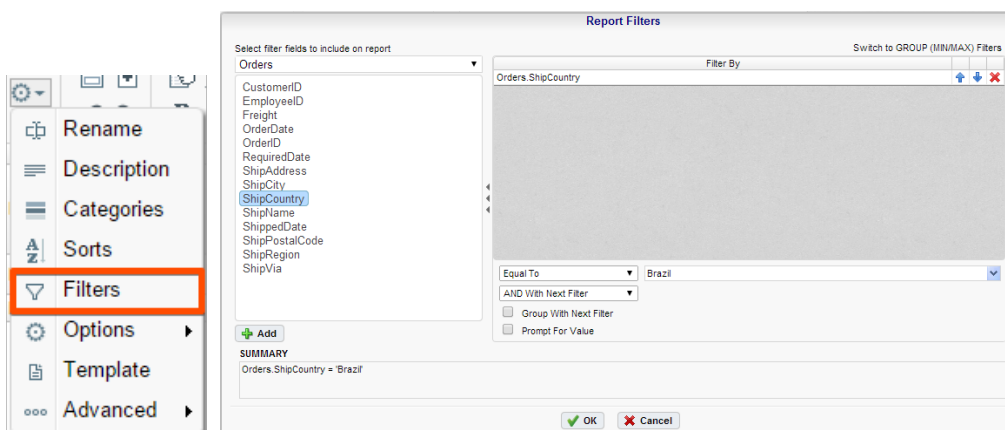 Rename
Description
Categories
Sorts
Filters
Options
Template
Advanced
Report Filters
Select filter fields to include on report
Switch to GROUP (MIN/MAX) Filters
Orders
CustomerID
EmployeeID
Freight
OrderDate
OrderID
RequiredDate
ShipAddress
ShipCity
ShipCountry
ShipName
ShippedDate
ShipPostalCode
ShipRegion
ShipVia
Add
Filter By
Orders.ShipCountry
Equal To
Brazil
AND With Next Filter
Group With Next Filter
Prompt For Value
SUMMARY
Orders.ShipCountry = 'Brazil'
OK
Cancel